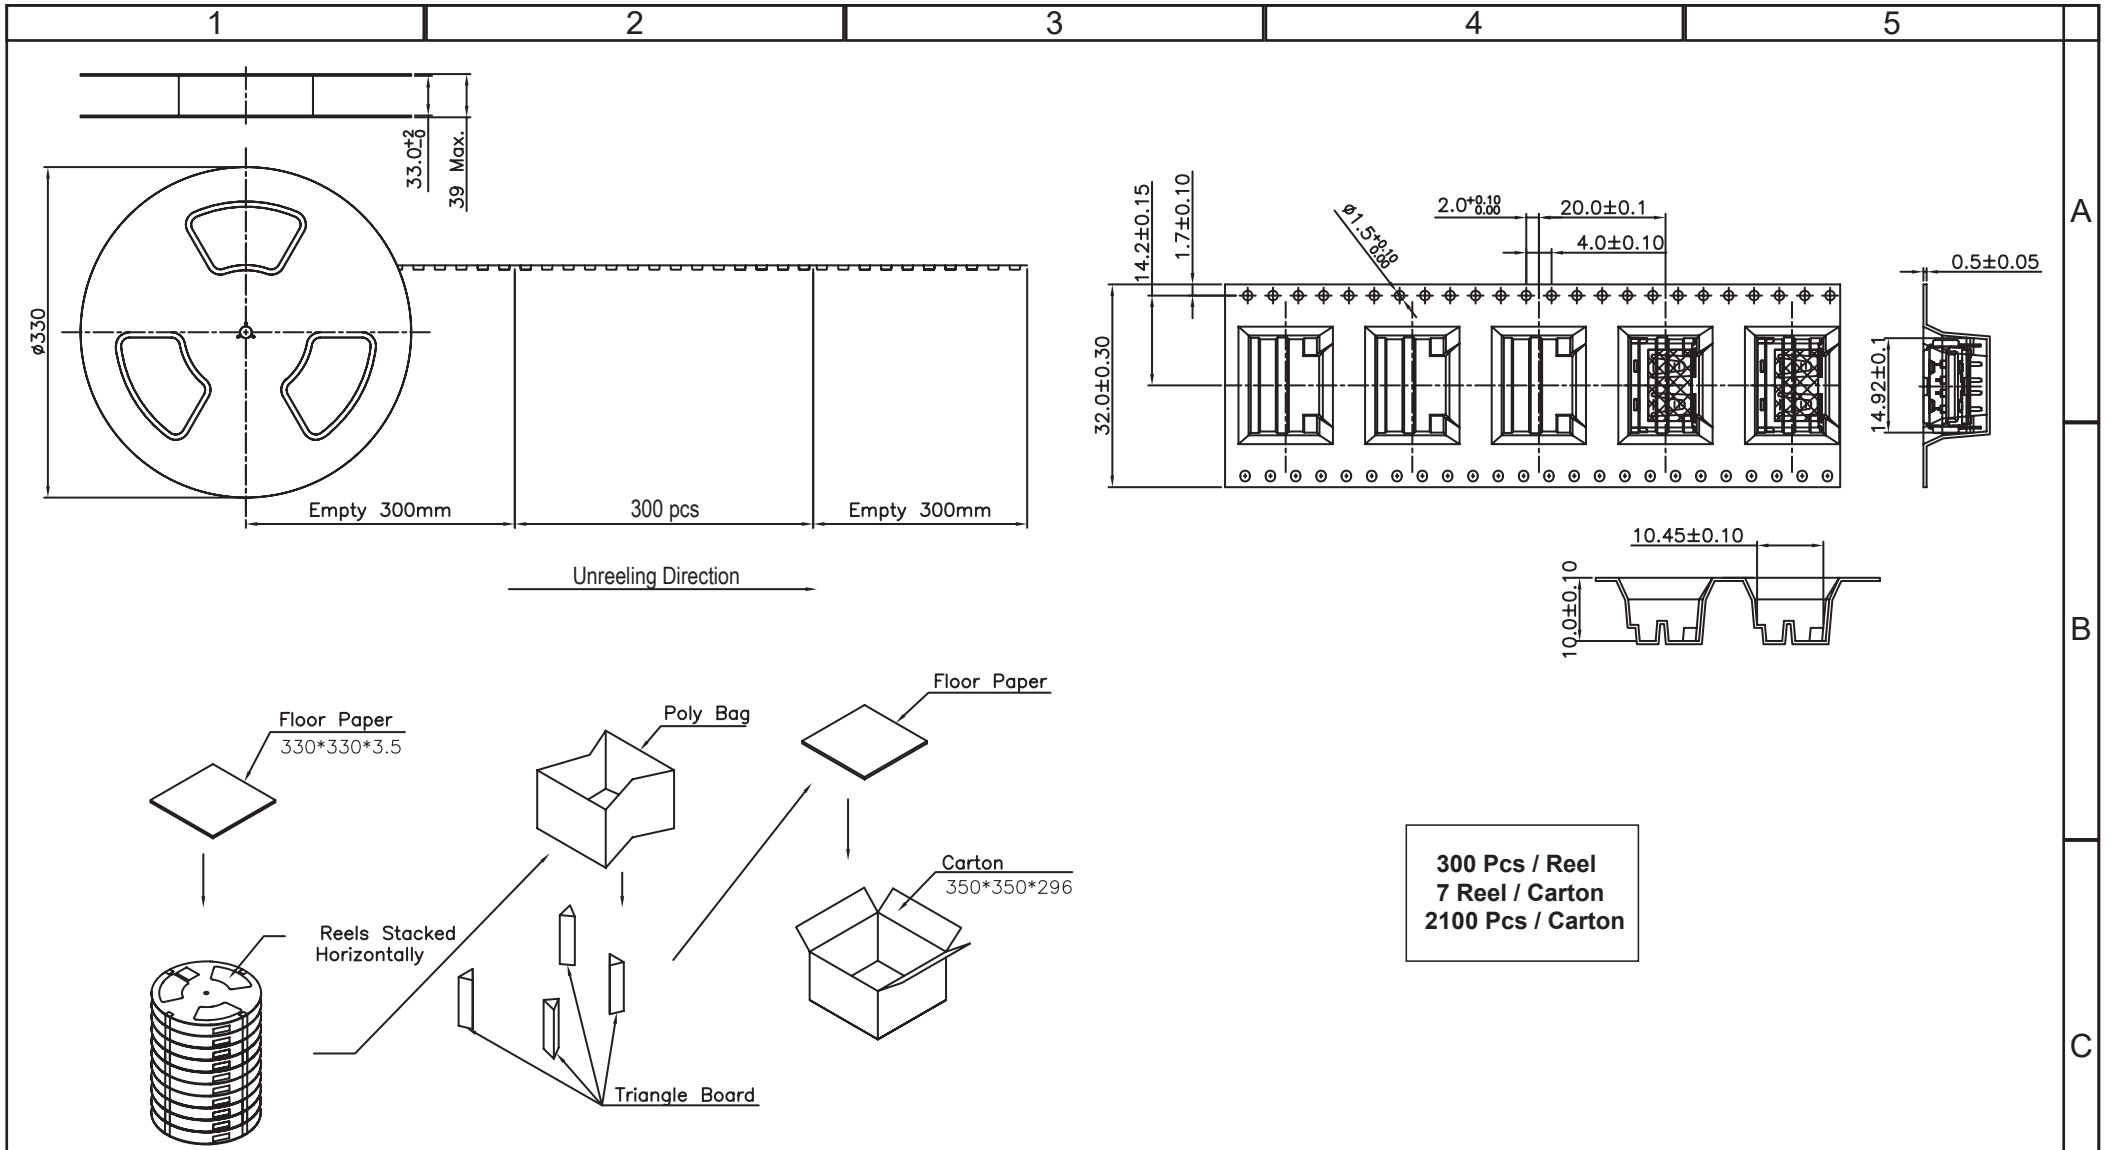 1
2
3
4
5
A
B
C
33.0+2-0
39 Max.
ø330
Empty 300mm
300 pcs
Empty 300mm
Unreeling Direction
14.2±0.15
1.7±0.10
ø1.5+0.10 0.00
2.0+0.10 0.00
20.0±0.1
4.0±0.10
0.5±0.05
32.0±0.30
14.92±0.1
10.45±0.10
10.0±0.10
Floor Paper
330*330*3.5
Poly Bag
Floor Paper
Carton
350*350*296
Reels Stacked
Horizontally
Triangle Board
300 Pcs / Reel
7 Reel / Carton
2100 Pcs / Carton